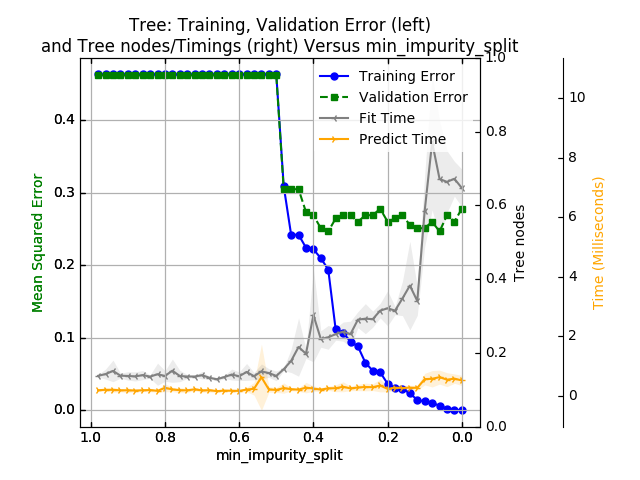 Tree: Training, Validation Error (left)
and Tree nodes/Timings (right) Versus min_impurity_split
Training Error
Validation Error
Fit Time
Predict Time
Mean Squared Error
0.4
0.3
0.2
0.1
0.0
1.0
0.8
0.6
0.4
0.2
0.0
min_impurity_split
1.0
0.8
0.6
0.4
0.2
0.0
Tree nodes
10
8
6
4
2
0
Time (Milliseconds)